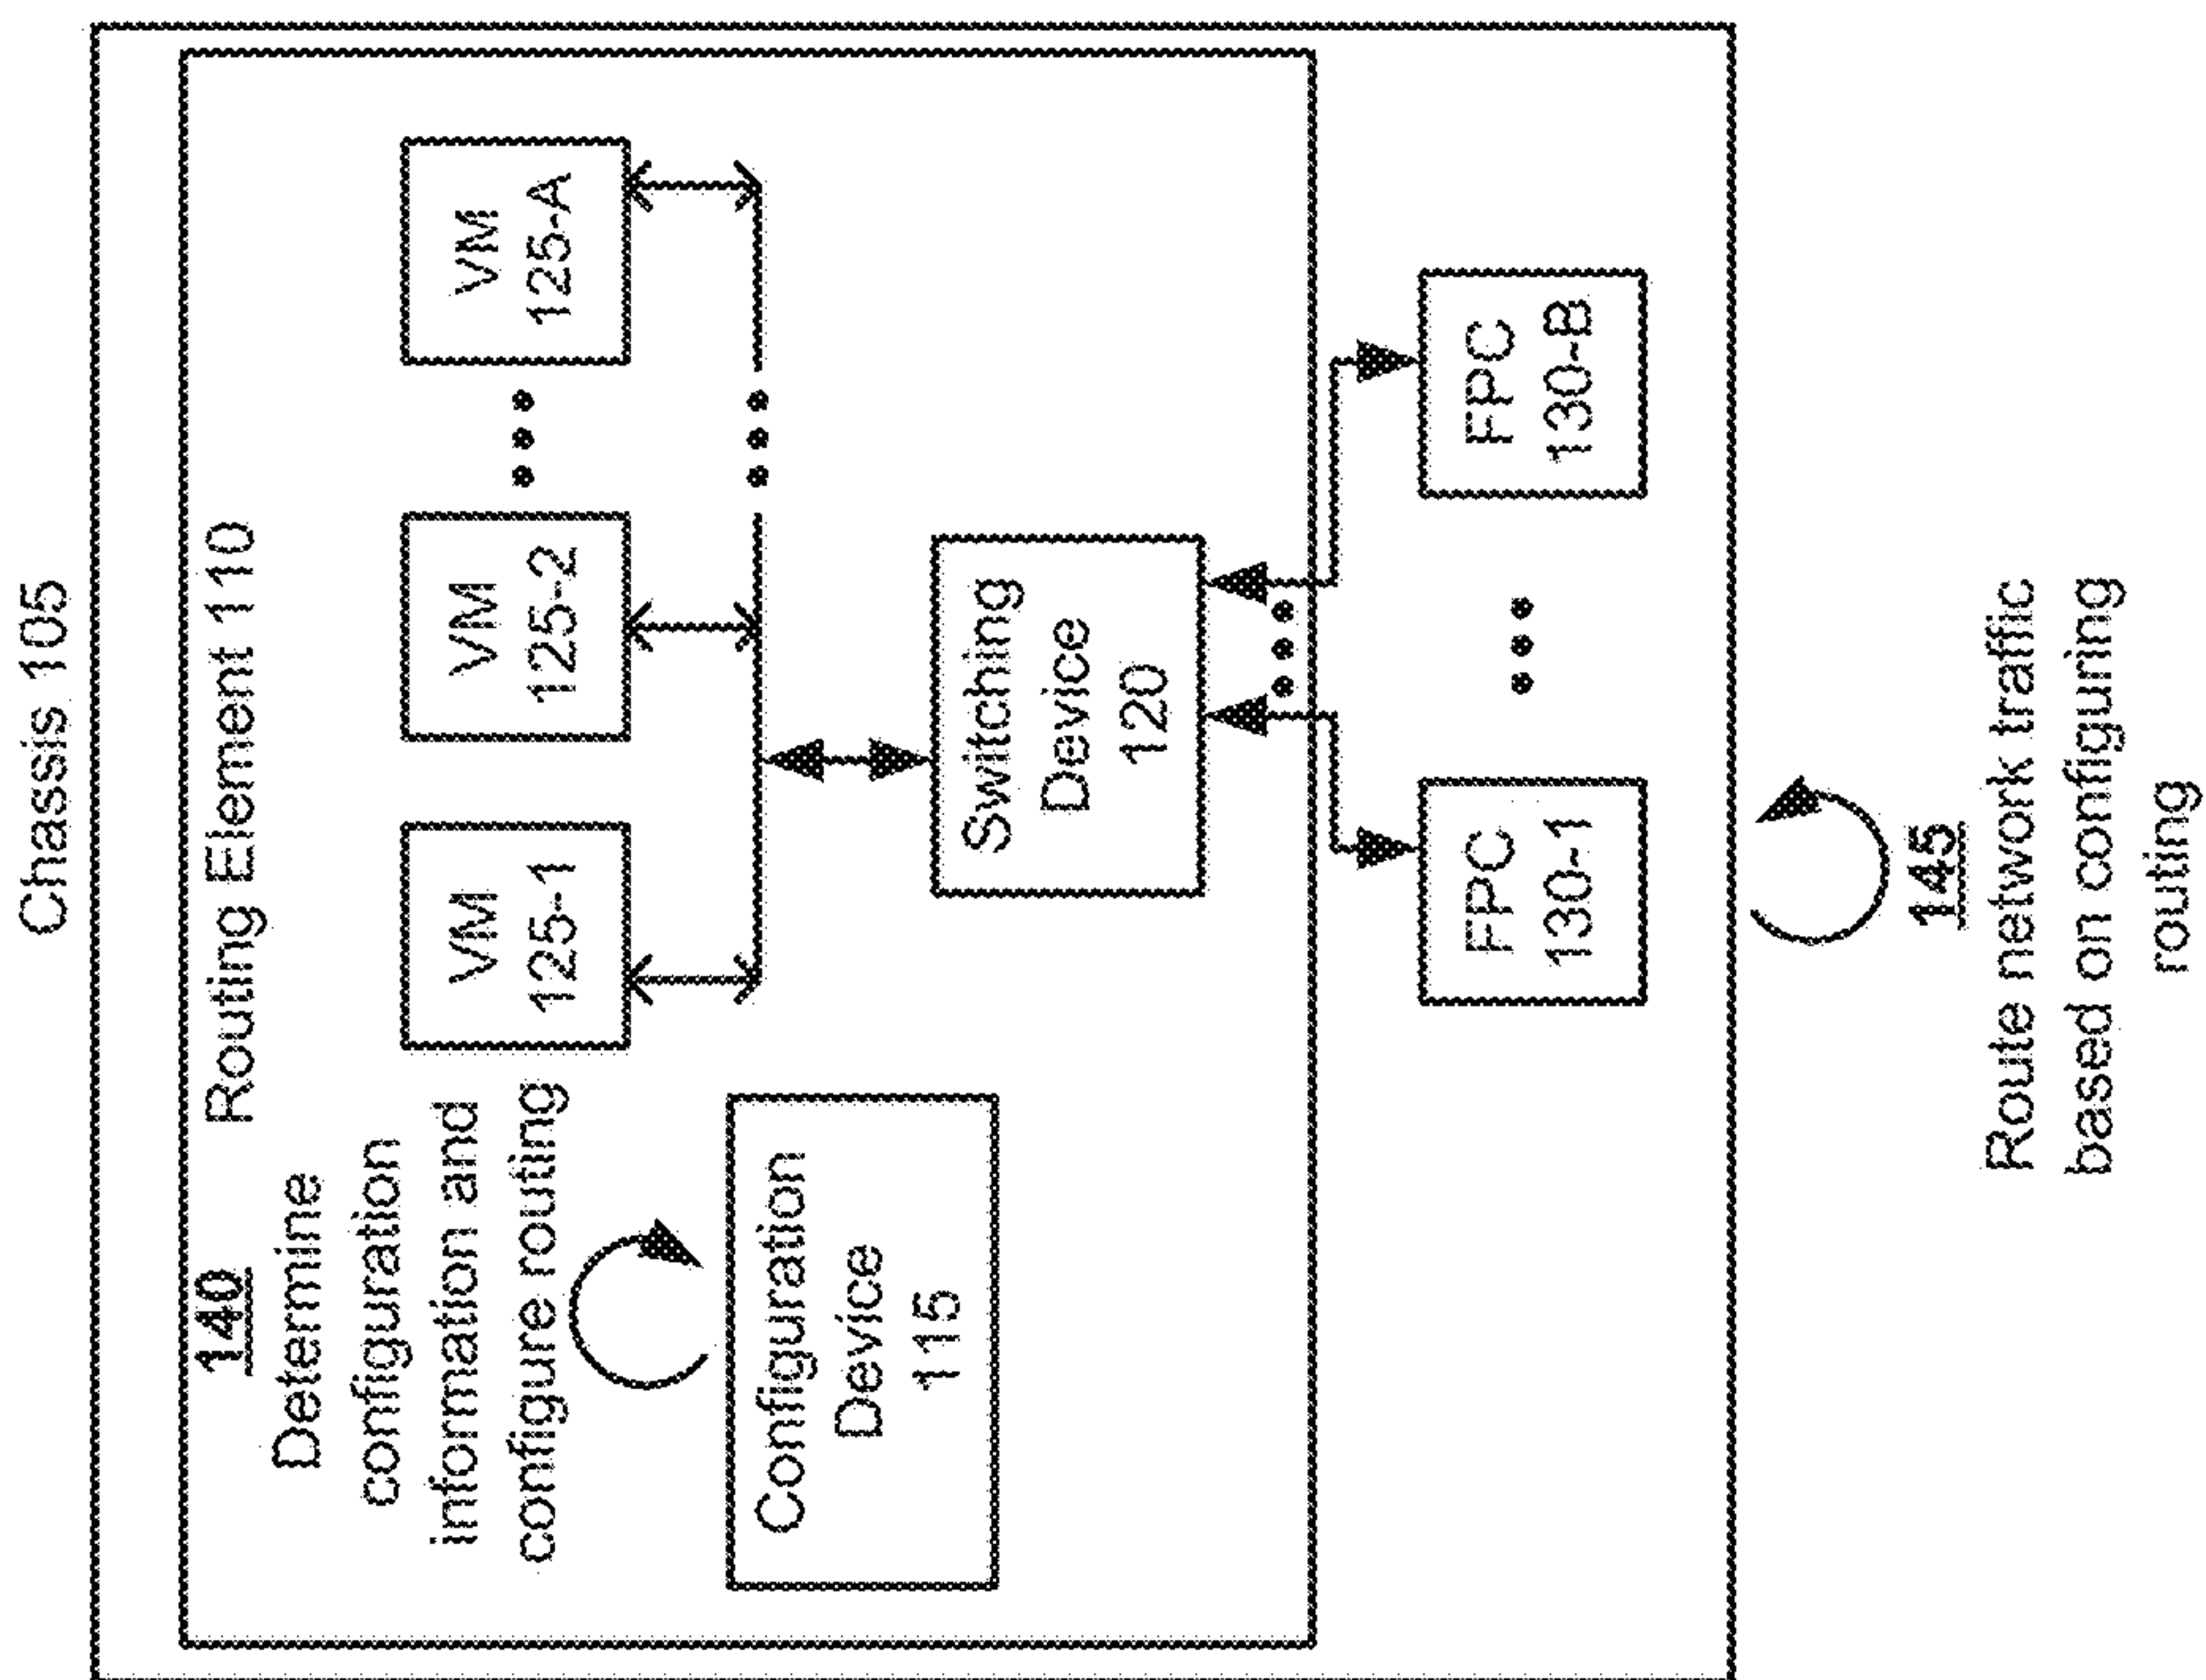 Chassis 105
Routing Element 110
140
Determine
configuration
information and
configure routing
VM
125-1
VM
125-2
VM
125-A
Configuration
Device
115
Switching
Device
120
FPC
130-1
FPC
130-B
145
Route network traffic
based on configuring
routing